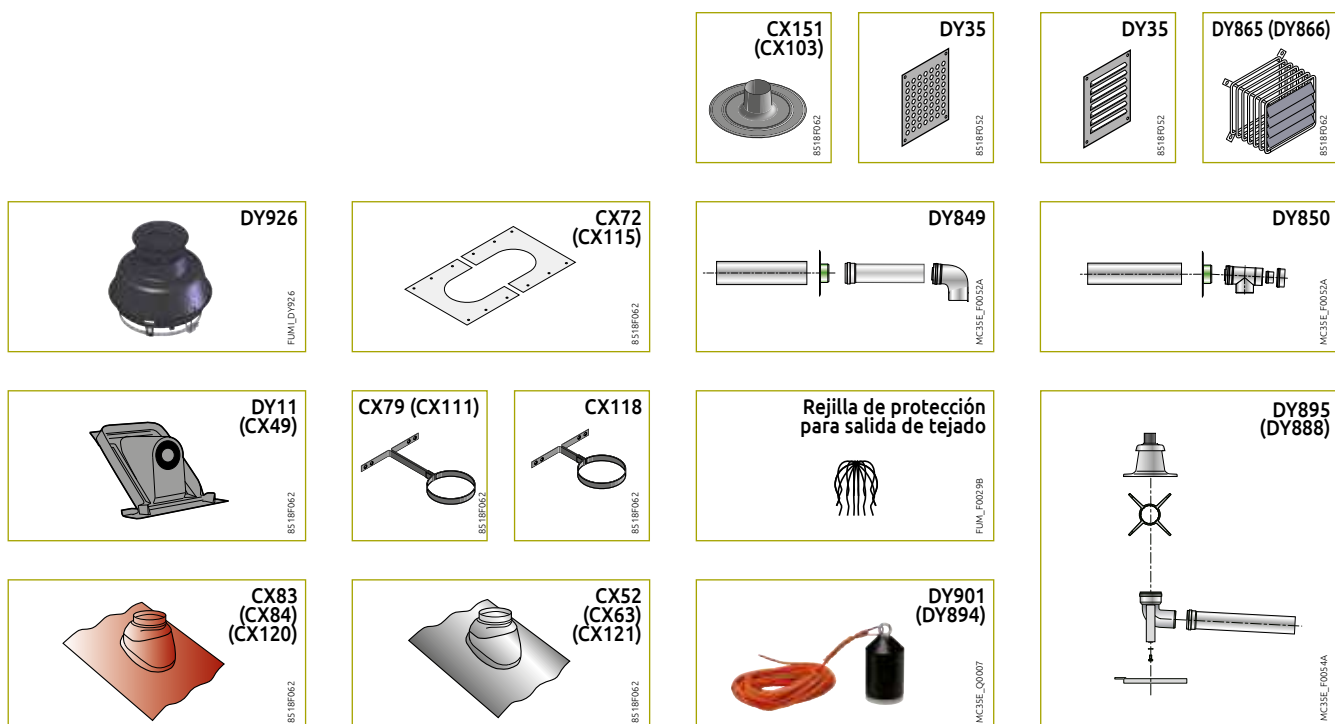 CX151
(CX103)
8518F062
DY35
8518F052
DY35
8518F052
DY865 (DY866)
8518F062
DY926
FUMI_DY926
CX72
(CX115)
8518F062
DY849
MC35E_F0052A
DY850
MC35E_F0052A
DY11
(CX49)
8518F062
CX79 (CX111)
8518F062
CX118
8518F062
Rejilla de protección
para salida de tejado
FUMI_F0029B
DY895
(DY888)
MC35E_F0054A
CX83
(CX84)
(CX120)
8518F062
CX52
(CX63)
(CX121)
8518F062
DY901
(DY894)
MC35E_Q0007